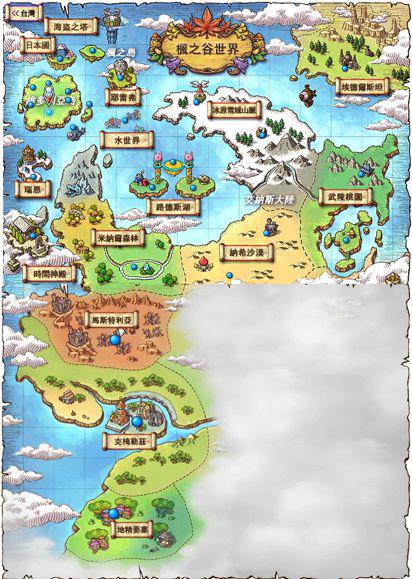 <<台灣
海盜之塔
日本國
楓之島
楓之谷世界
埃德爾斯坦
耶雷弗
冰原雪域山脈
水世界
瑞恩
路德斯湖
艾納斯大陸
武陵桃園
米納爾森林
納希沙漠
時間神殿
馬斯特利亞
克梅勒茲
地精要塞